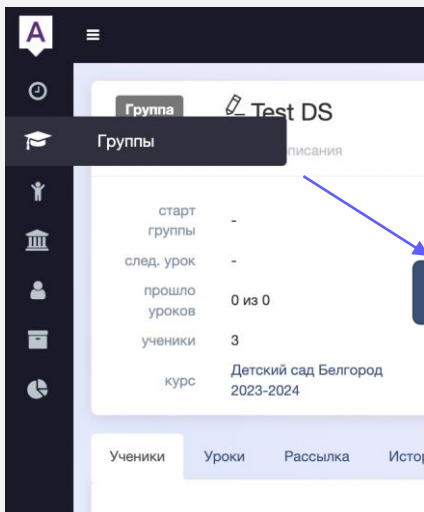 A
Группа
Test DS
Группы
писания
старт группы
-
след. урок
-
прошло уроков
0 из 0
ученики
3
курс
Детский сад Белгород
2023-2024
Ученики
Уроки
Рассылка